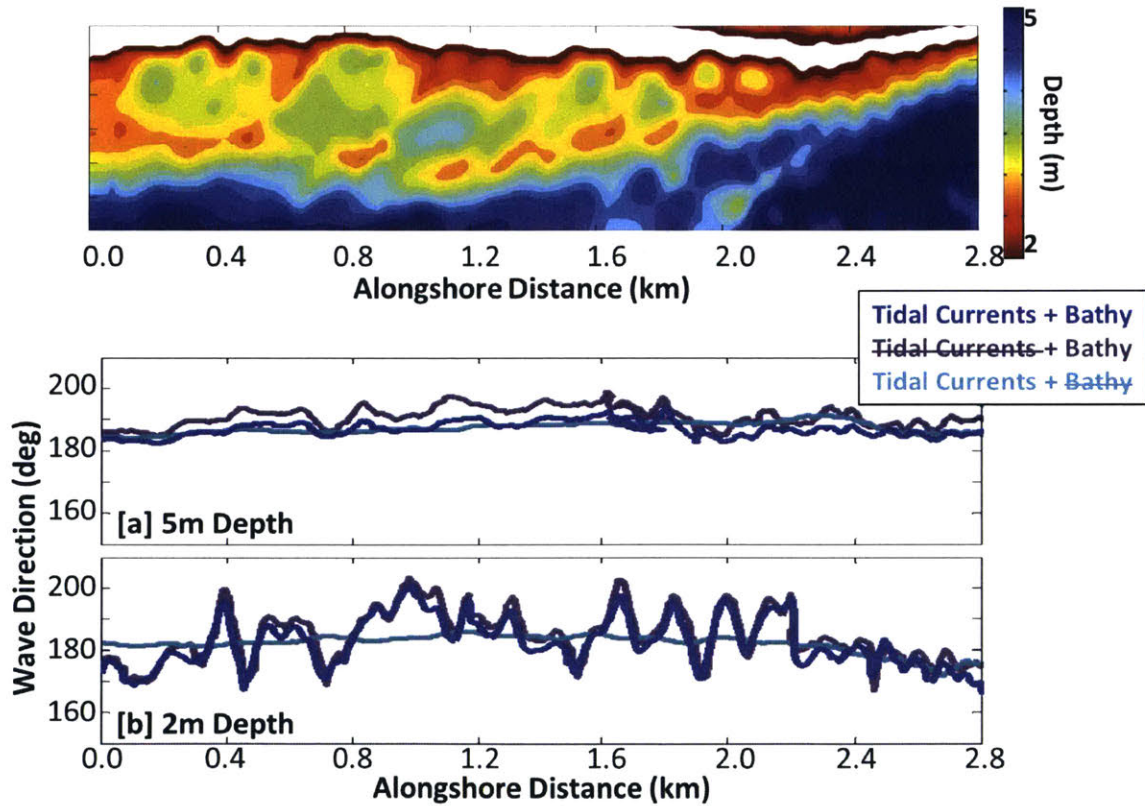 5
Depth (m)
2
0.0 0.4 0.8 1.2 1.6 2.0 2.4 2.8
Alongshore Distance (km)
Tidal Currents + Bathy
Tidal Currents + Bathy
Tidal Currents + Bathy
200
180
160
[a] 5m Depth
Wave Direction (deg)
200
180
160
[b] 2m Depth
0.0 0.4 0.8 1.2 1.6 2.0 2.4 2.8
Alongshore Distance (km)